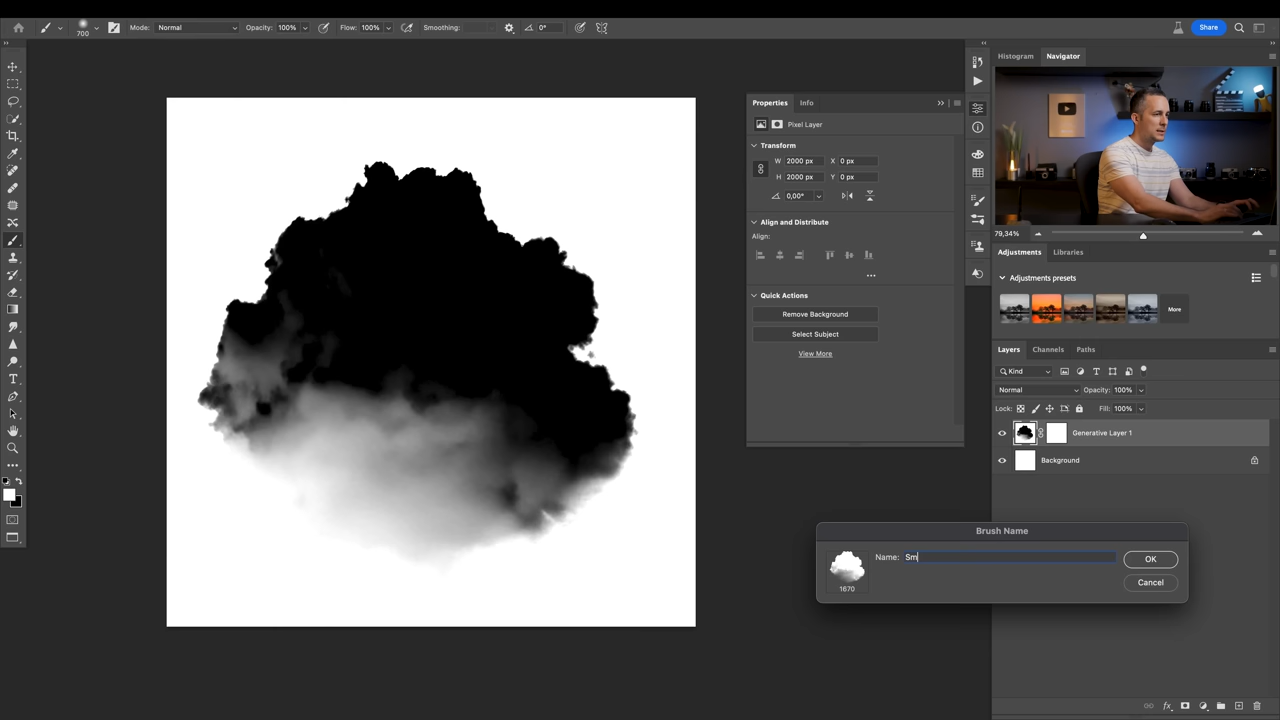 700
Mode:
Normal
Opacity:
100%
Flow:
100%
Smoothing:
0°
Share
Histogram
Navigator
79,34%
Properties
Info
Pixel Layer
Transform
W
2000 px
X
0 px
H
2000 px
Y
0 px
0,00°
Align and Distribute
Align:
Quick Actions
Remove Background
Select Subject
View More
Adjustments
Libraries
Adjustments presets
More
Layers
Channels
Paths
Kind
Normal
Opacity:
100%
Lock:
Fill:
100%
Generative Layer 1
Background
Brush Name
Name:
Sm
1670
OK
Cancel